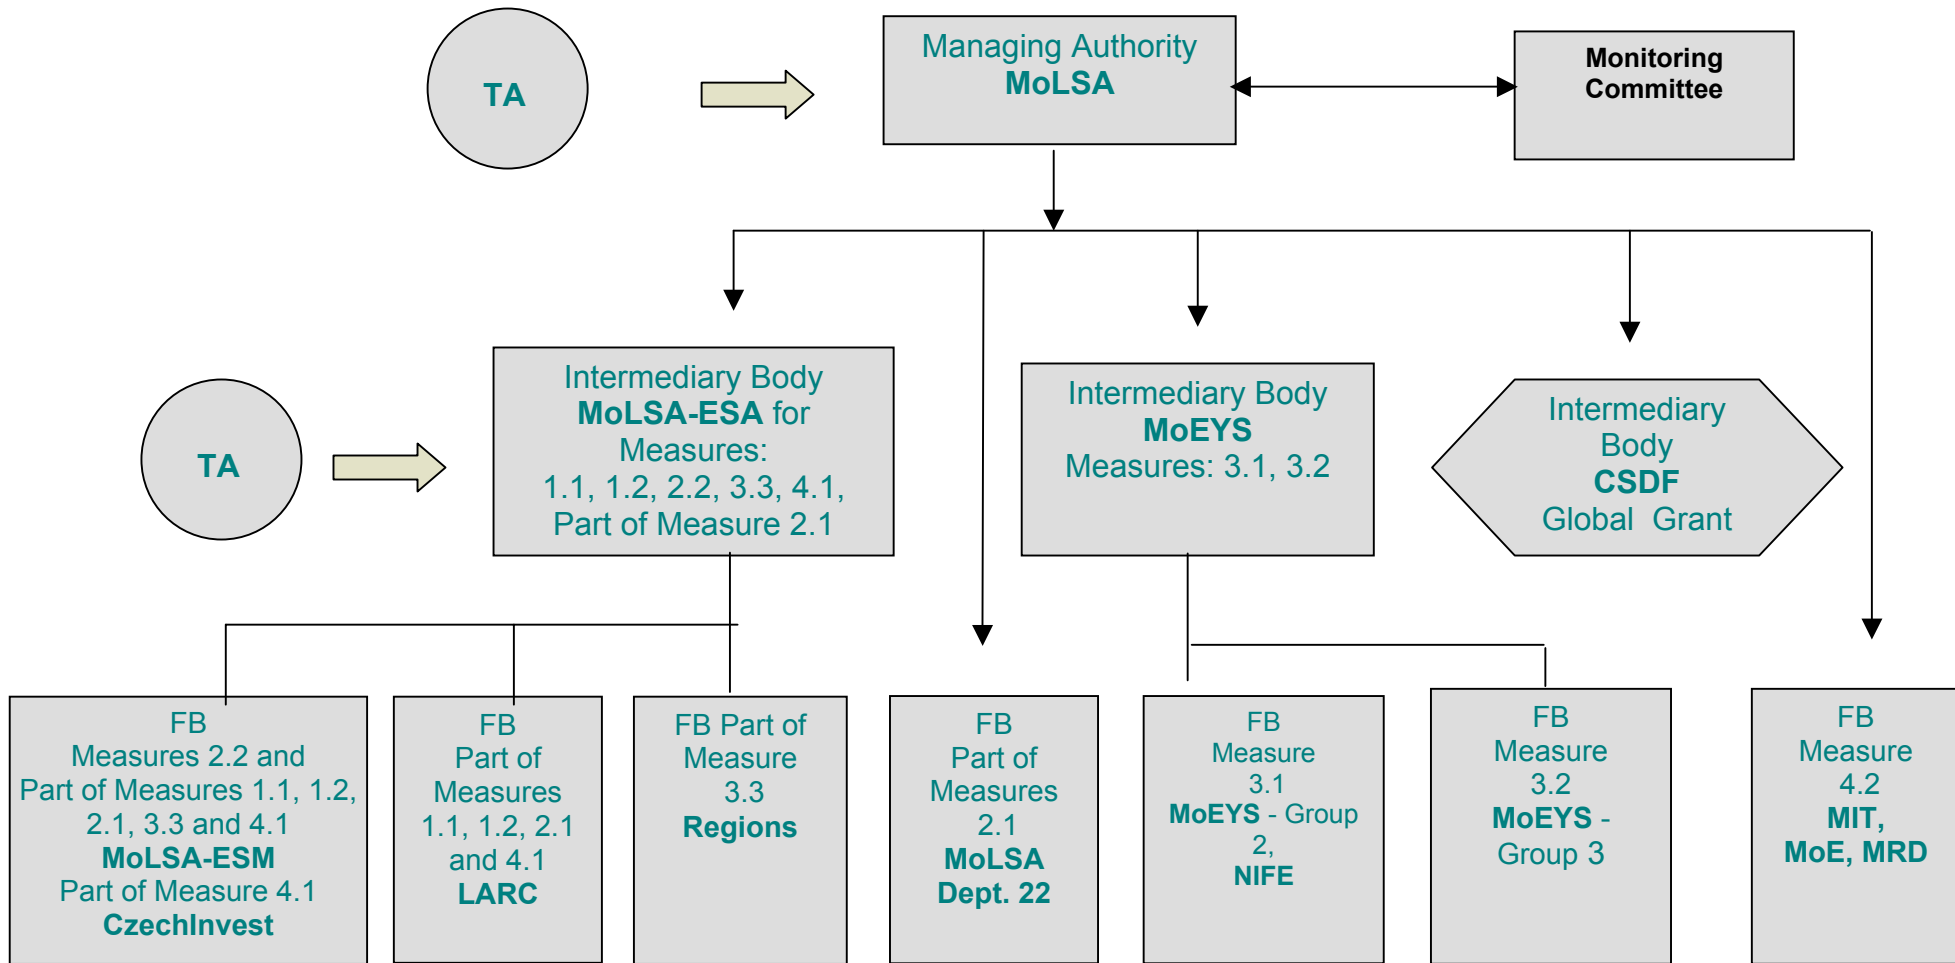 TA
Managing Authority
MoLSA
Monitoring
Committee
TA
Intermediary Body
MoLSA-ESA for
Measures:
1.1, 1.2, 2.2, 3.3, 4.1,
Part of Measure 2.1
Intermediary Body
MoEYS
Measures: 3.1, 3.2
Intermediary
Body
CSDF
Global Grant
FB
Measures 2.2 and
Part of Measures 1.1, 1.2,
2.1, 3.3 and 4.1
MoLSA-ESM
Part of Measure 4.1
CzechInvest
FB
Part of
Measures
1.1, 1.2, 2.1
and 4.1
LARC
FB Part of
Measure
3.3
Regions
FB
Part of
Measures
2.1
MoLSA
Dept. 22
FB
Measure
3.1
MoEYS - Group
2,
NIFE
FB
Measure
3.2
MoEYS -
Group 3
FB
Measure
4.2
MIT,
MoE, MRD